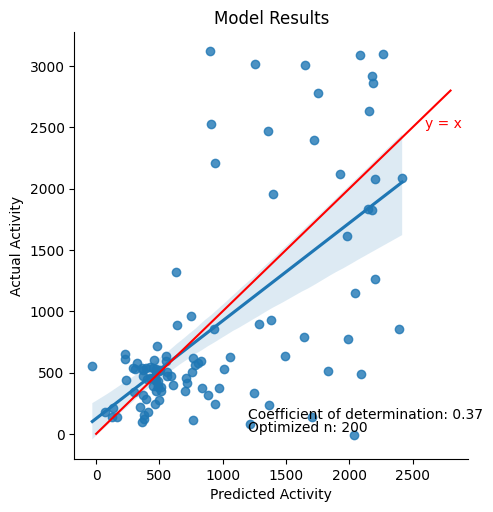 Model Results
3000
2500
2000
1500
1000
500
0
Actual Activity
y = x
Coefficient of determination: 0.37
Optimized n: 200
0
500
1000
1500
2000
2500
Predicted Activity